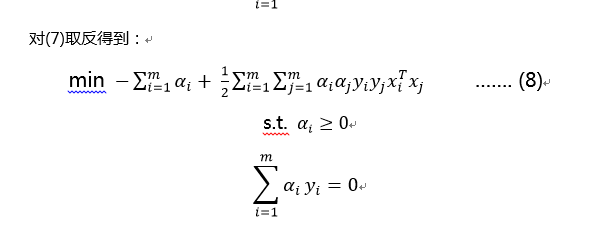 i=1
对(7)取反得到：
min −∑_{i=1}^{m} α_i + 1/2 ∑_{i=1}^{m} ∑_{j=1}^{m} α_i α_j y_i y_j x_i^T x_j ....... (8)
s.t. α_i ≥ 0
∑_{i=1}^{m} α_i y_i = 0